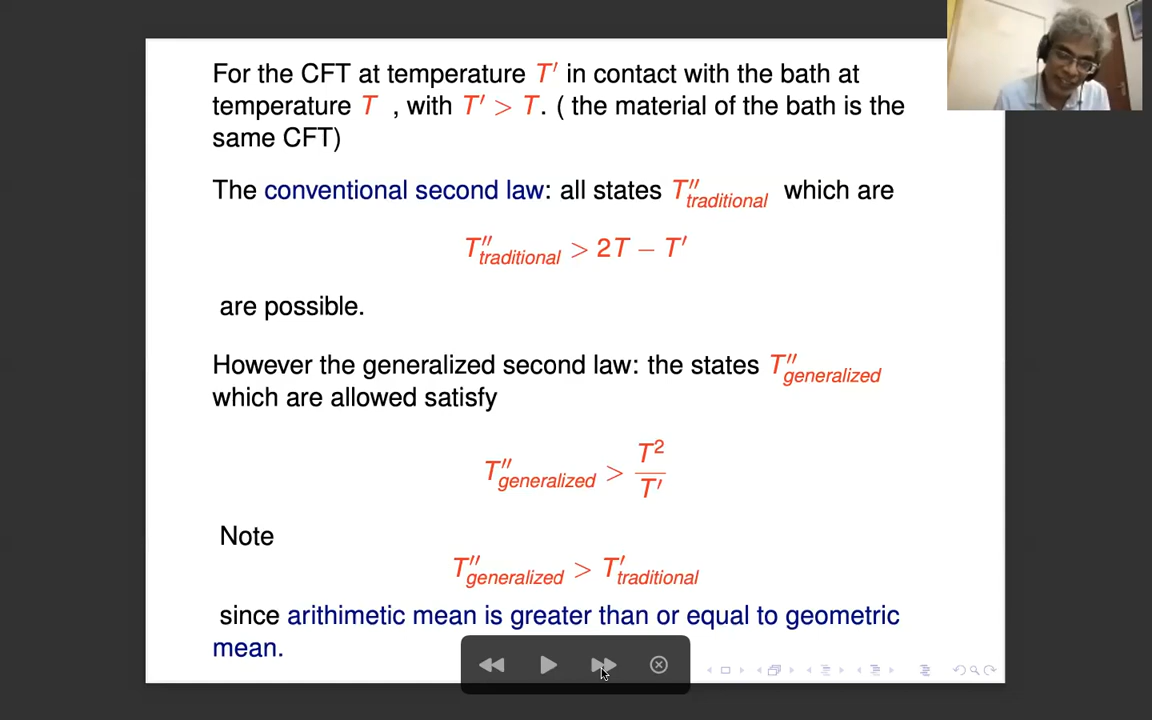 For the CFT at temperature T′ in contact with the bath at
temperature T , with T′ > T. ( the material of the bath is the
same CFT)
The conventional second law: all states T″traditional which are
T″traditional > 2T − T′
are possible.
However the generalized second law: the states T″generalized
which are allowed satisfy
T″generalized > T²/T′
Note
T″generalized > T′traditional
since arithimetic mean is greater than or equal to geometric
mean.